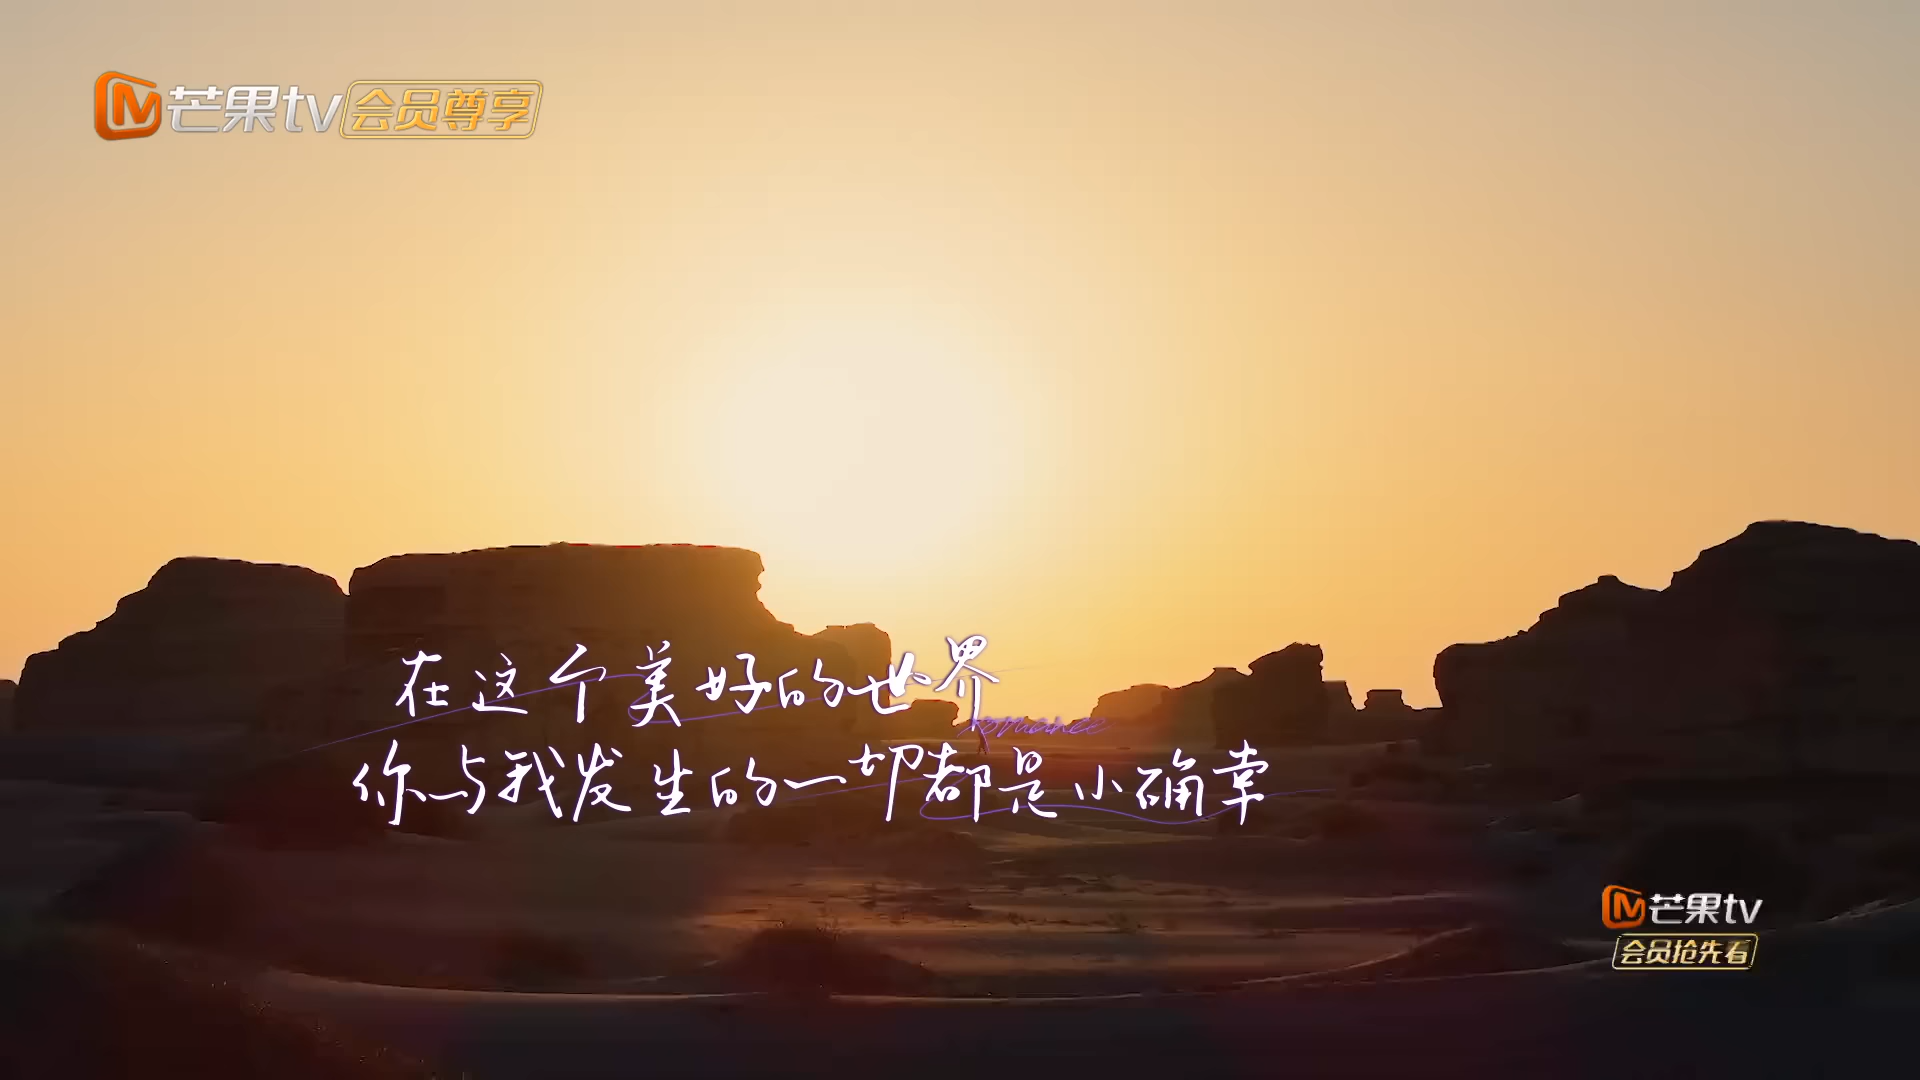 芒果tv会员尊享
在这个美好的世界
romance
你与我发生的一切都是小确幸
芒果tv
会员抢先看